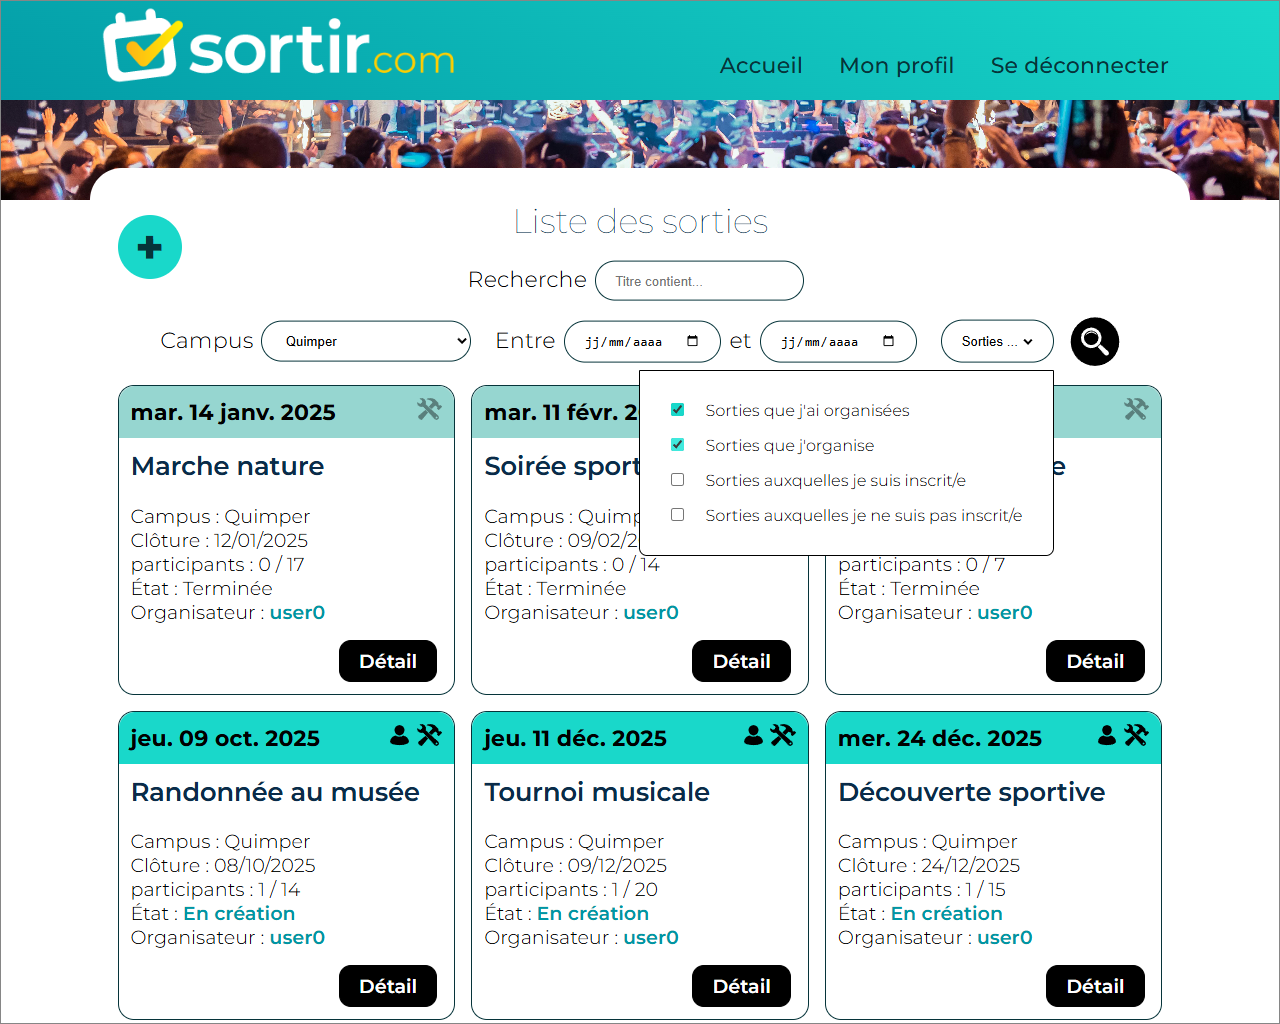 sortir.com
Accueil Mon profil Se déconnecter
Liste des sorties
Recherche Titre contient...
Campus Quimper Entre jj/mm/aaaa et jj/mm/aaaa Sorties ...
Sorties que j'ai organisées
Sorties que j'organise
Sorties auxquelles je suis inscrit/e
Sorties auxquelles je ne suis pas inscrit/e
mar. 14 janv. 2025
Marche nature
Campus : Quimper
Clôture : 12/01/2025
participants : 0 / 17
État : Terminée
Organisateur : user0
Détail
mar. 11 févr. 2
Soirée sport
Campus : Quimp
Clôture : 09/02/2
participants : 0 / 14
État : Terminée
Organisateur : user0
Détail
e
participants : 0 / 7
État : Terminée
Organisateur : user0
Détail
jeu. 09 oct. 2025
Randonnée au musée
Campus : Quimper
Clôture : 08/10/2025
participants : 1 / 14
État : En création
Organisateur : user0
Détail
jeu. 11 déc. 2025
Tournoi musicale
Campus : Quimper
Clôture : 09/12/2025
participants : 1 / 20
État : En création
Organisateur : user0
Détail
mer. 24 déc. 2025
Découverte sportive
Campus : Quimper
Clôture : 24/12/2025
participants : 1 / 15
État : En création
Organisateur : user0
Détail